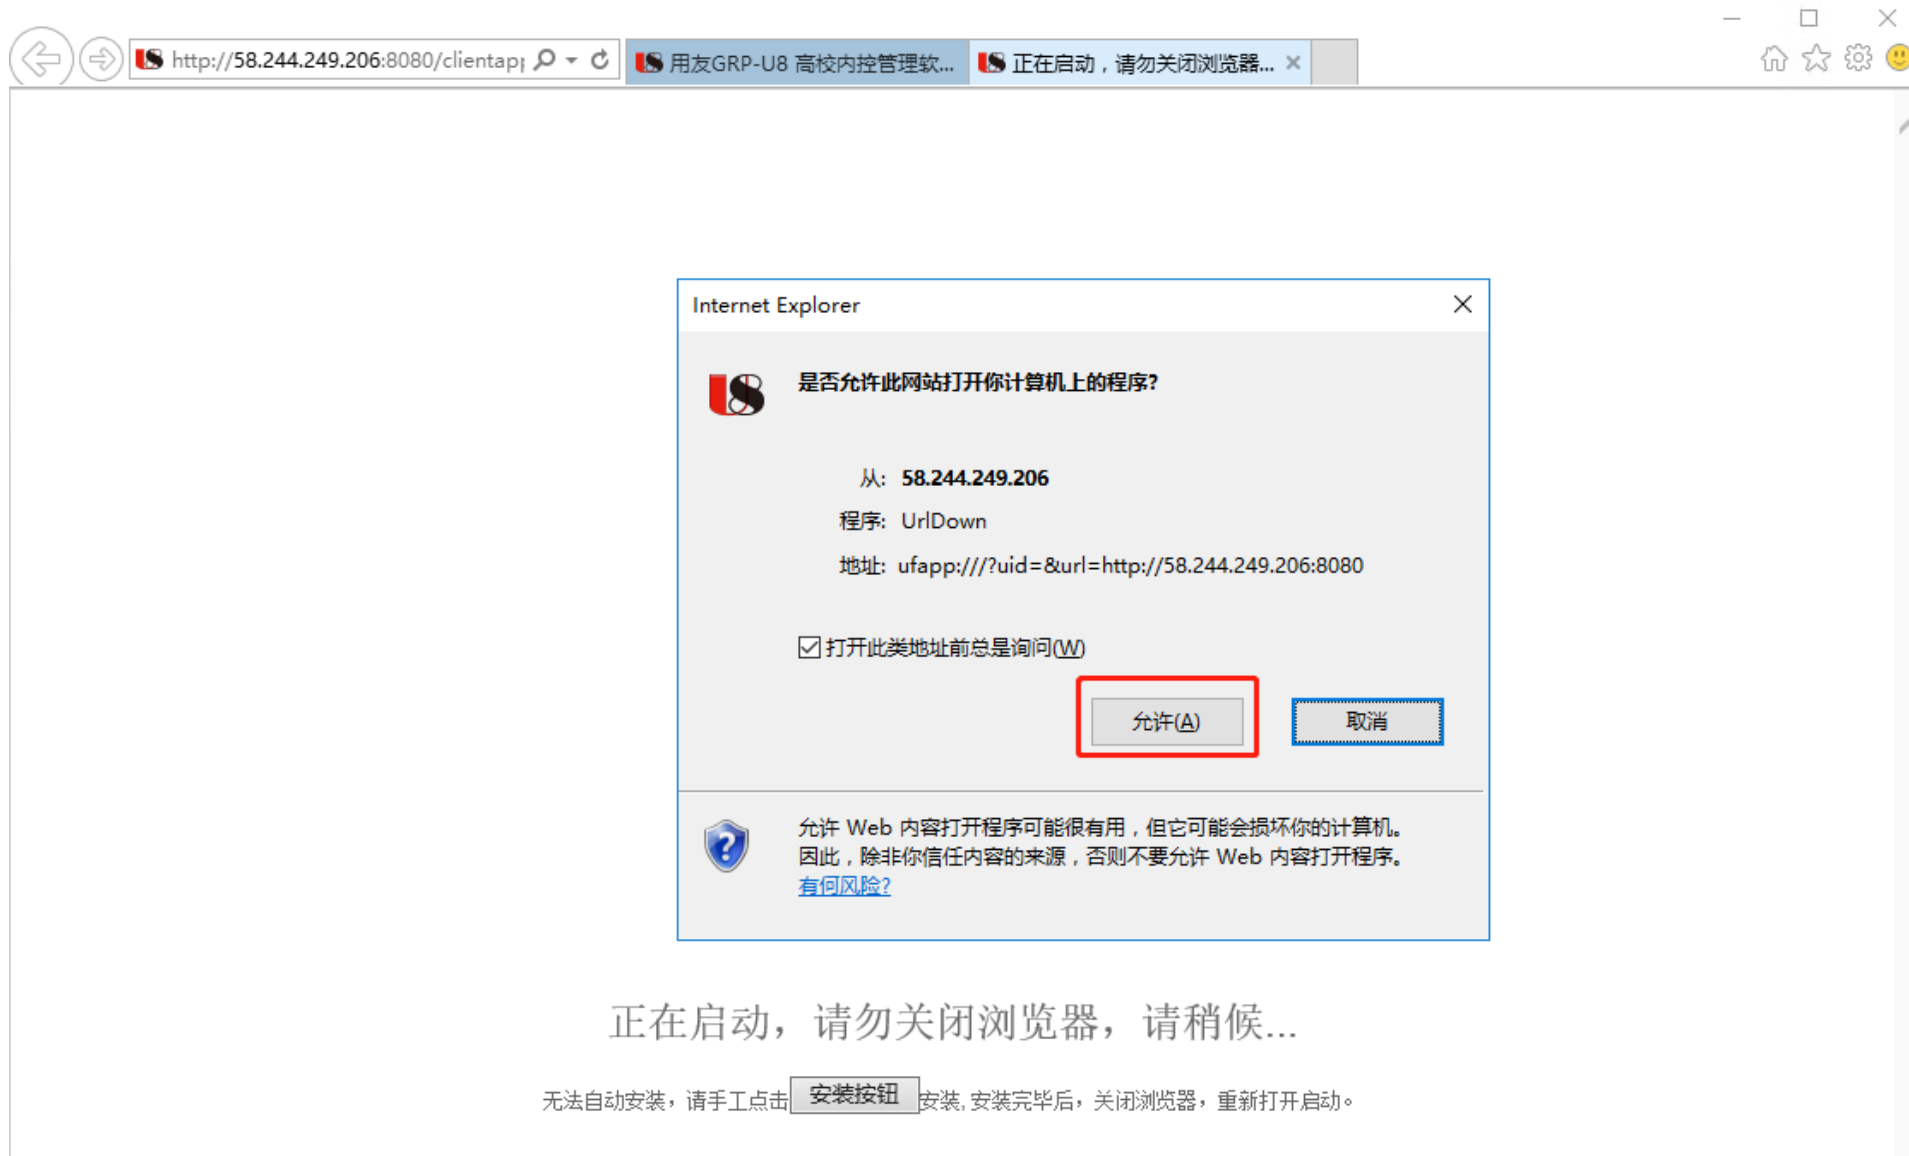 http://58.244.249.206:8080/clientap
用友GRP-U8 高校内控管理软...
正在启动，请勿关闭浏览器...
Internet Explorer
是否允许此网站打开你计算机上的程序?
从: 58.244.249.206
程序: UrlDown
地址: ufapp:///?uid=&url=http://58.244.249.206:8080
打开此类地址前总是询问(W)
允许(A)
取消
允许 Web 内容打开程序可能很有用，但它可能会损坏你的计算机。
因此，除非你信任内容的来源，否则不要允许 Web 内容打开程序。
有何风险?
正在启动，请勿关闭浏览器，请稍候...
无法自动安装，请手工点击 安装按钮 安装, 安装完毕后，关闭浏览器，重新打开启动。